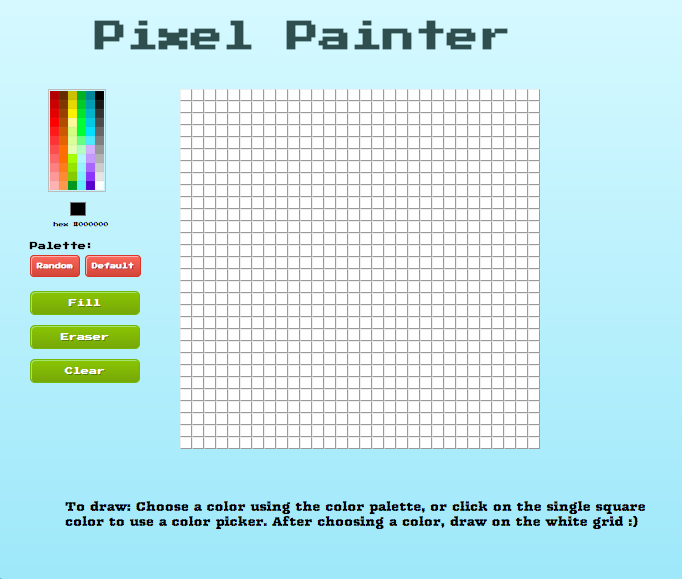 Pixel Painter
hex #000000
Palette:
Random Default
Fill
Eraser
Clear
To draw: Choose a color using the color palette, or click on the single square
color to use a color picker. After choosing a color, draw on the white grid :)